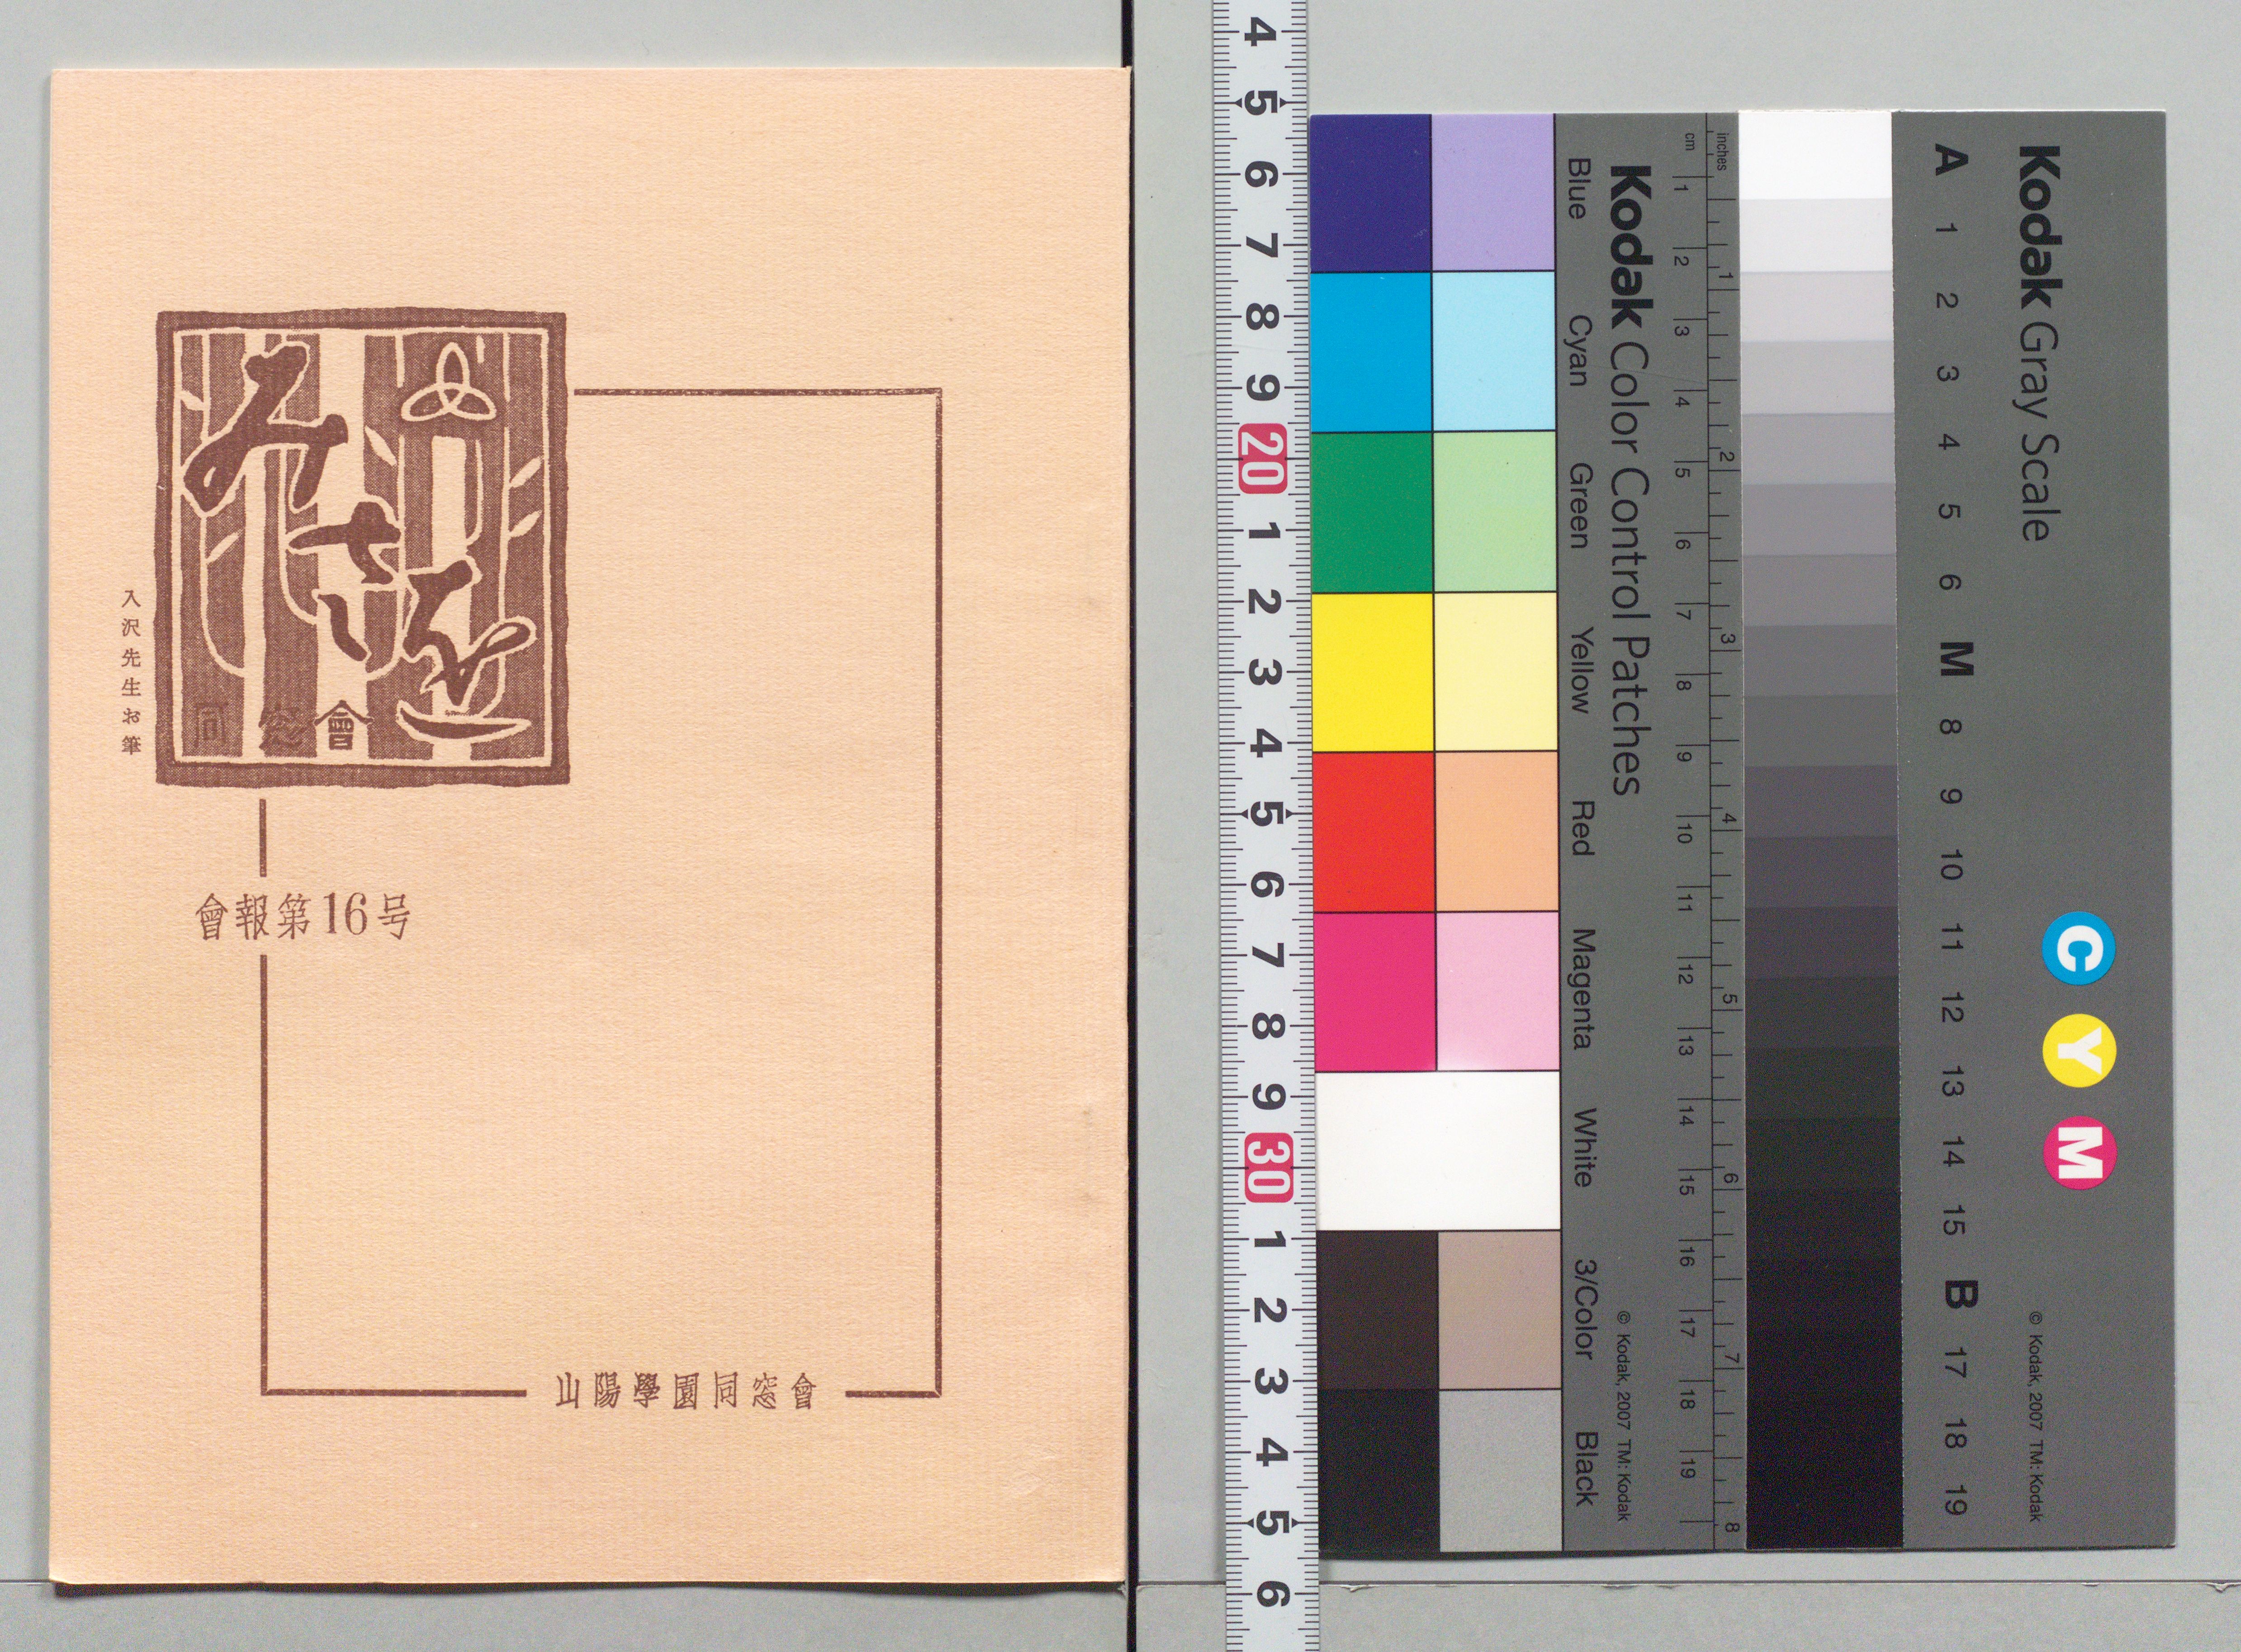 みさを
同窓會
入沢先生お筆
會報第16号
山陽學園同窓會
4 5 6 7 8 9 20 1 2 3 4 5 6 7 8 9 30 1 2 3 4 5 6
Kodak Color Control Patches
© Kodak, 2007 TM: Kodak
Blue Cyan Green Yellow Red Magenta White 3/Color Black
inches 1 2 3 4 5 6 7 8
cm 1 2 3 4 5 6 7 8 9 10 11 12 13 14 15 16 17 18 19
Kodak Gray Scale
C Y M
© Kodak, 2007 TM: Kodak
A 1 2 3 4 5 6 M 8 9 10 11 12 13 14 15 B 17 18 19